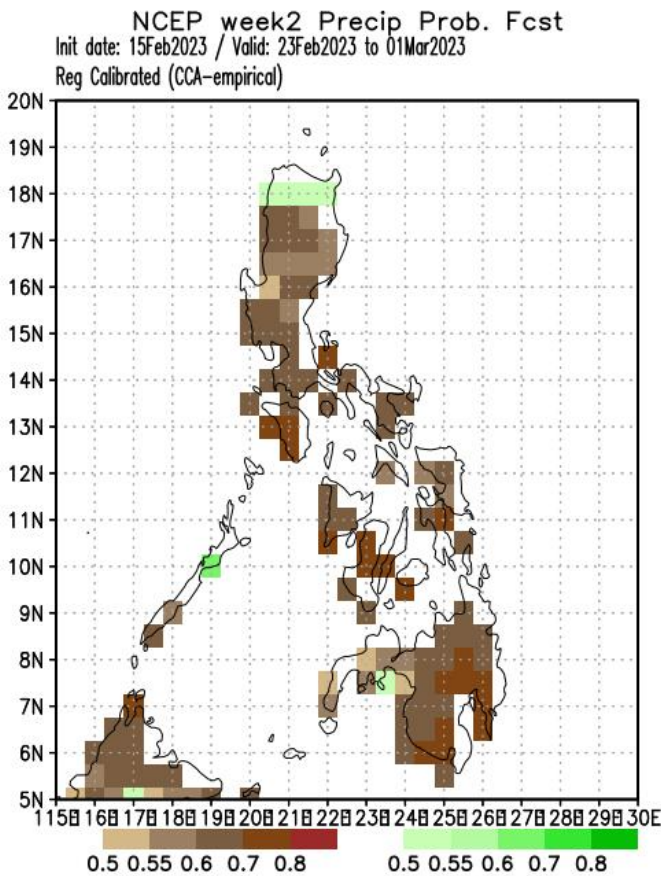 NCEP week2 Precip Prob. Fcst
Init date: 15Feb2023 / Valid: 23Feb2023 to 01Mar2023
Reg Calibrated (CCA-empirical)
20N
19N
18N
17N
16N
15N
14N
13N
12N
11N
10N
9N
8N
7N
6N
5N
115E 116E 117E 118E 119E 120E 121E 122E 123E 124E 125E 126E 127E 128E 129E 130E
0.5 0.55 0.6 0.7 0.8 0.5 0.55 0.6 0.7 0.8